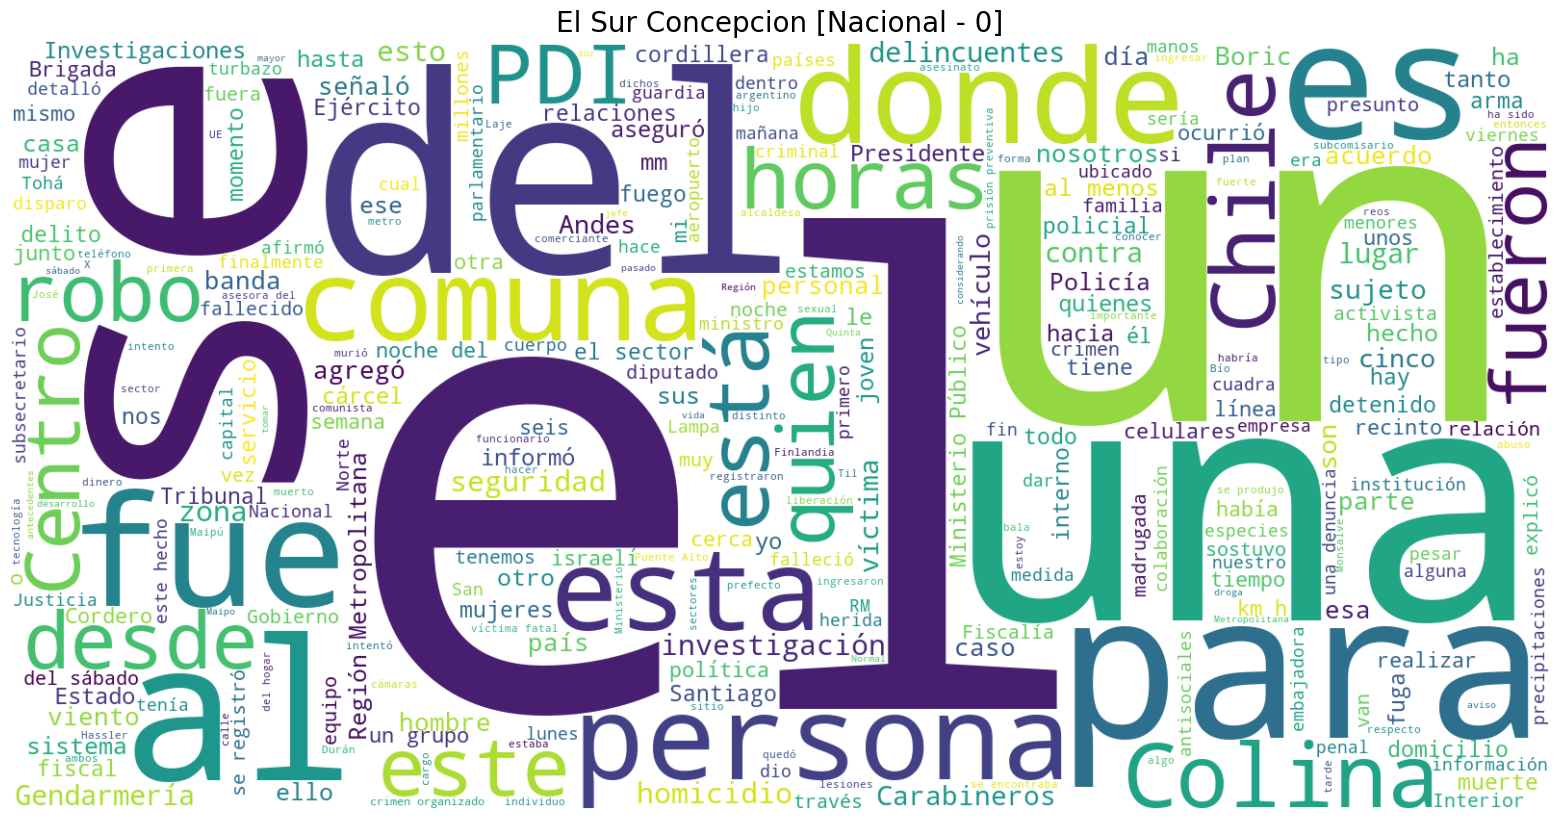 El Sur Concepcion [Nacional - 0]
Investigaciones mayor sur hasta esto PDI cordillera países delincuentes día manos ingresar Boric ha
Brigada turbazo señaló dichos dentro asesinato tanto
detalló fuera Ejército millones guardia argentino donde presunto es arma ha sido
mismo UE parlamentario Laje relaciones hijo sería entonces
casa momento del aseguró mañana ocurrió viernes
mujer se mm criminal Presidente nosotros si era acuerdo subcomisario
Tohá cual fuego horas forma plan Chile
disparo ese mi aeropuerto prisión preventiva al menos ubicado fuerte establecimiento
metro Andes jefe alcaldesa familia reos menores fueron
delito afirmó comerciante hace policial conocer unos
junto teléfono finalmente otra pasado considerando contra lugar
sábado X primera banda estamos vehículo Policía sujeto
robo José asesora del comuna Región personal quienes importante activista
fallecido noche sexual le hacia él hecho
subsecretario intento ministro Quinta un habría tipo cinco
murió noche del cuerpo el sector está quien joven crimen Bío
Centro sector agregó diputado tiene cuadra hay
nos capital servicio cárcel sus primero línea detenido
comunista semana seis vida distinto Ministerio Público fin todo celulares empresa recinto relación
tomar vez Norte funcionario informó Lampa Finlandia son abuso
antecedentes dinero hacer muy registraron Til dar interno se produjo institución
desarrollo Tribunal muerto seguridad víctima liberación colaboración había parte
tecnología fue zona Nacional Región Metropolitana el bala especies una denuncia explicó
Maipú cerca yo estoy madrugada sostuvo Monsalve pesar
o este hecho tenemos israelí Puente Alto falleció nuestro una alguna
Justicia otro prefecto ingresaron medida tiempo
Maipo San esta RM droga km h
Cordero Gobierno mujeres Ministerio sectores herida Metropolitana esa precipitaciones
desde víctima fatal país investigación Fiscalía
intentó Normal caso embajadora para
del sábado al del hogar política realizar
Estado tenía cámaras Santiago antisociales
viento equipo hombre sitio persona van fuga aviso
Hassler calle un grupo lunes respecto
sistema ambos se registró Durán estaba quedó penal domicilio
fiscal este cargo dio lesiones se encontraba algo Colina tarde información
Gendarmería ello crimen organizado individuo homicidio través Carabineros Interior muerte